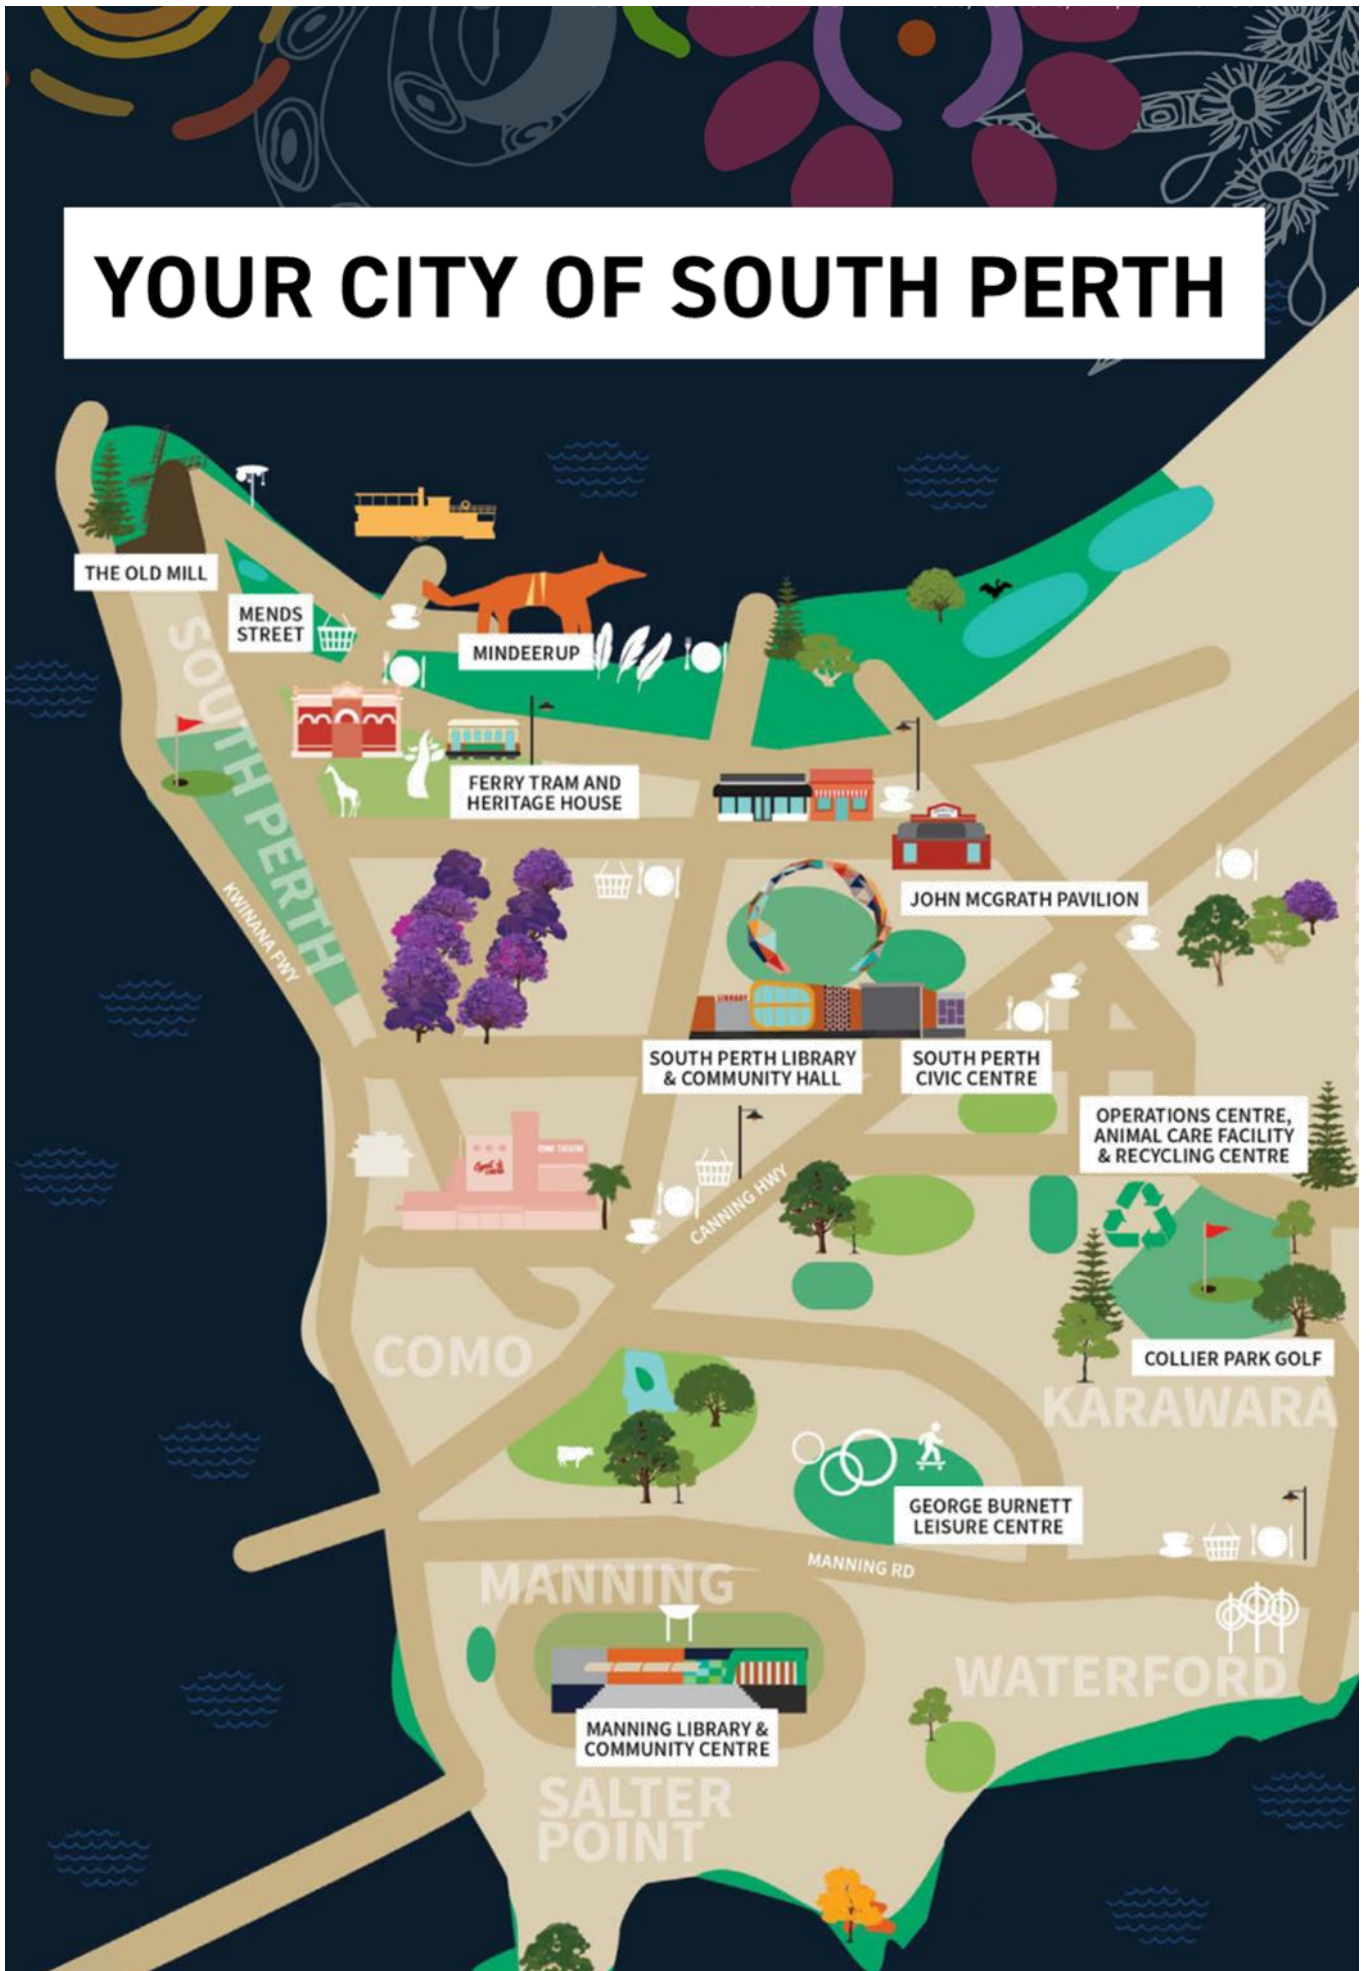 YOUR CITY OF SOUTH PERTH
THE OLD MILL
MENDS
STREET
MINDEERUP
SOUTH PERTH
FERRY TRAM AND
HERITAGE HOUSE
KWINANA FWY
JOHN MCGRATH PAVILION
LIBRARY
SOUTH PERTH LIBRARY
& COMMUNITY HALL
SOUTH PERTH
CIVIC CENTRE
OPERATIONS CENTRE,
ANIMAL CARE FACILITY
& RECYCLING CENTRE
CANNING HWY
COMO
COLLIER PARK GOLF
KARAWARA
GEORGE BURNETT
LEISURE CENTRE
MANNING RD
MANNING
WATERFORD
MANNING LIBRARY &
COMMUNITY CENTRE
SALTER
POINT